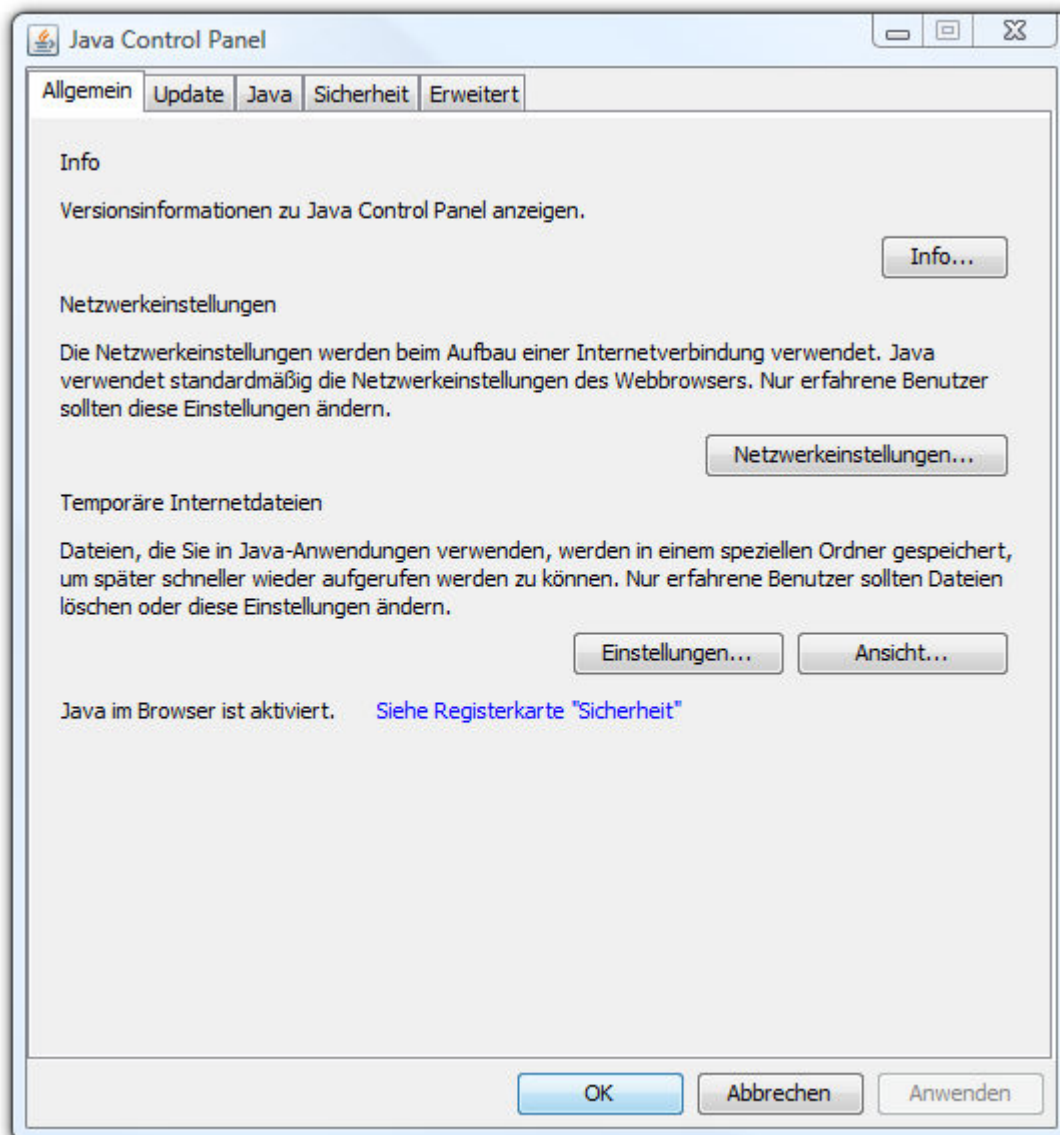 Java Control Panel
Allgemein Update Java Sicherheit Erweitert
Info
Versionsinformationen zu Java Control Panel anzeigen.
Info...
Netzwerkeinstellungen
Die Netzwerkeinstellungen werden beim Aufbau einer Internetverbindung verwendet. Java
verwendet standardmäßig die Netzwerkeinstellungen des Webbrowsers. Nur erfahrene Benutzer
sollten diese Einstellungen ändern.
Netzwerkeinstellungen...
Temporäre Internetdateien
Dateien, die Sie in Java-Anwendungen verwenden, werden in einem speziellen Ordner gespeichert,
um später schneller wieder aufgerufen werden zu können. Nur erfahrene Benutzer sollten Dateien
löschen oder diese Einstellungen ändern.
Einstellungen... Ansicht...
Java im Browser ist aktiviert. Siehe Registerkarte "Sicherheit"
OK Abbrechen Anwenden